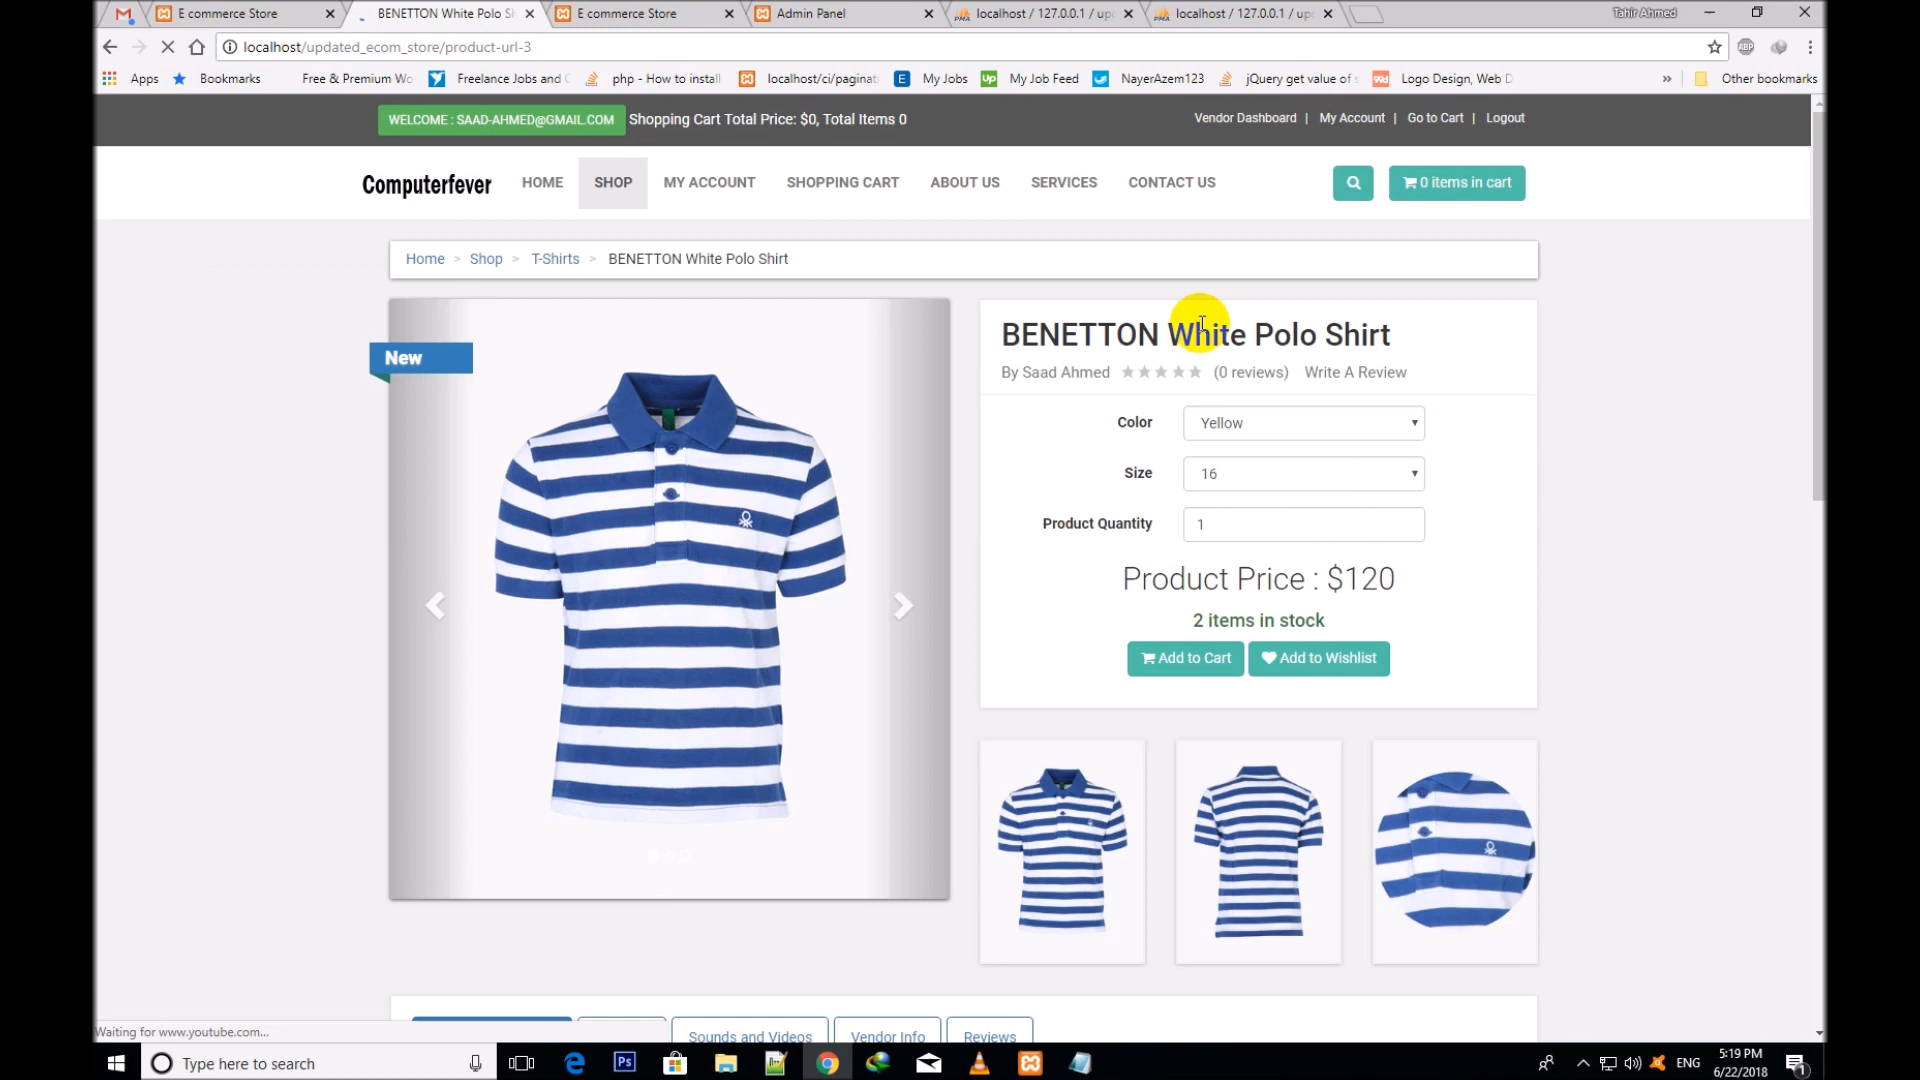 E commerce Store
BENETTON White Polo Sh
E commerce Store
Admin Panel
localhost / 127.0.0.1 / upd
localhost / 127.0.0.1 / upd
Tahir Ahmed
localhost/updated_ecom_store/product-url-3
ABP
Apps
Bookmarks
Free & Premium Wo
Freelance Jobs and C
php - How to install
localhost/ci/paginati
My Jobs
My Job Feed
NayerAzem123
jQuery get value of s
Logo Design, Web D
»
Other bookmarks
WELCOME : SAAD-AHMED@GMAIL.COM Shopping Cart Total Price: $0, Total Items 0
Vendor Dashboard | My Account | Go to Cart | Logout
Computerfever
HOME SHOP MY ACCOUNT SHOPPING CART ABOUT US SERVICES CONTACT US
0 items in cart
Home > Shop > T-Shirts > BENETTON White Polo Shirt
New
BENETTON White Polo Shirt
By Saad Ahmed (0 reviews) Write A Review
Color Yellow
Size 16
Product Quantity 1
Product Price : $120
2 items in stock
Add to Cart Add to Wishlist
Sounds and Videos Vendor Info Reviews
Waiting for www.youtube.com...
Type here to search
Ps
ENG
5:19 PM
6/22/2018
1